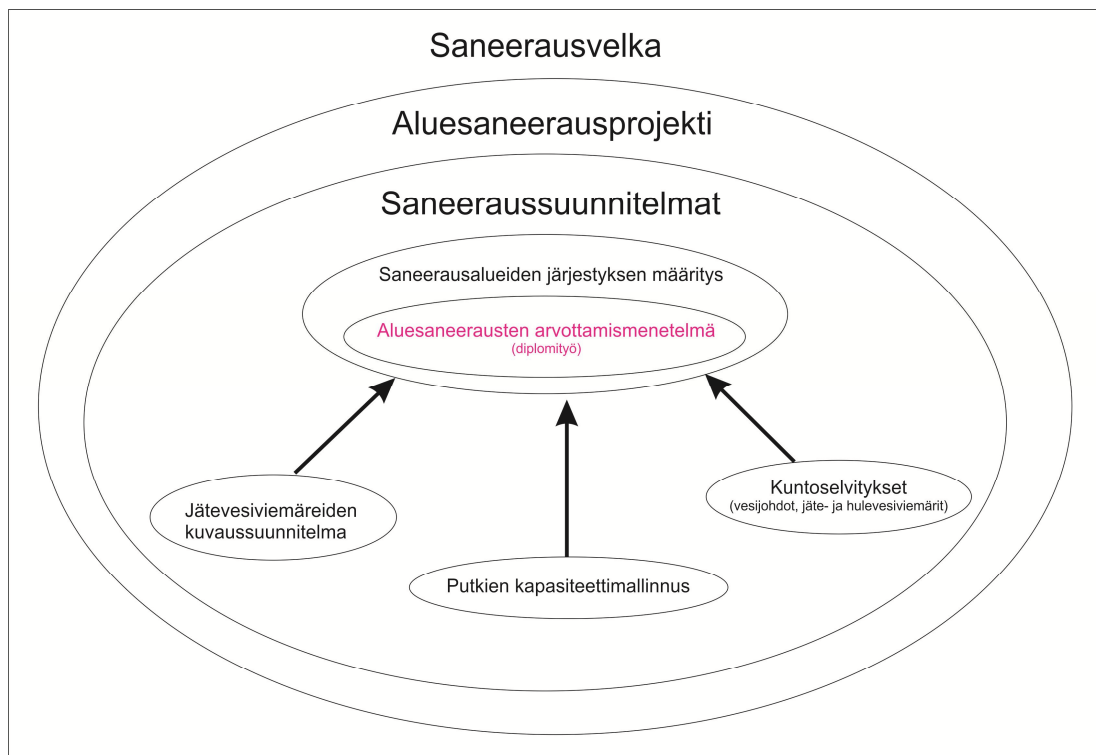 Saneerausvelka
Aluesaneerausprojekti
Saneeraussuunnitelmat
Saneerausalueiden järjestyksen määritys
Aluesaneerausten arvottamismenetelmä
(diplomityö)
Jätevesiviemäreiden
kuvaussuunnitelma
Putkien kapasiteettimallinnus
Kuntoselvitykset
(vesijohdot, jäte- ja hulevesiviemärit)